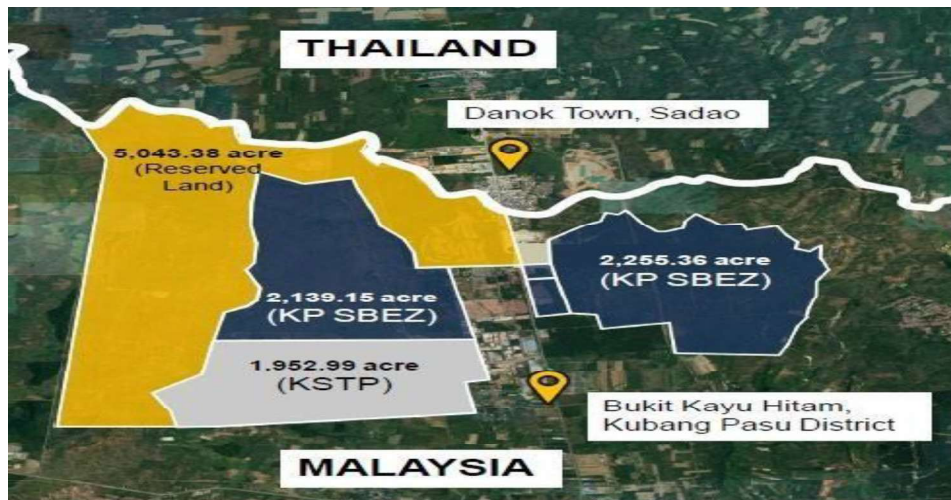 THAILAND
Danok Town, Sadao
5,043.38 acre
(Reserved
Land)
2,255.36 acre
(KP SBEZ)
2,139.15 acre
(KP SBEZ)
1.952.99 acre
(KSTP)
Bukit Kayu Hitam,
Kubang Pasu District
MALAYSIA